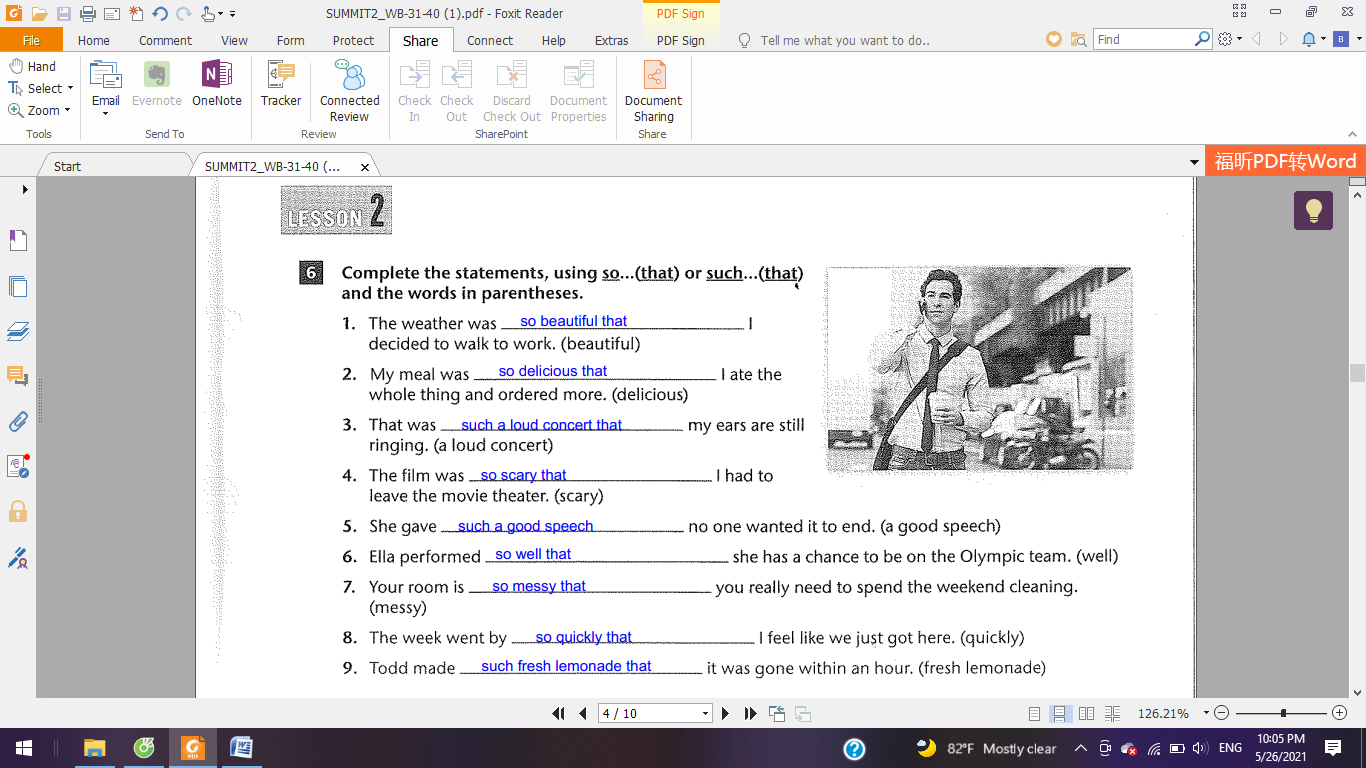 SUMMIT2_WB-31-40 (1).pdf - Foxit Reader
PDF Sign
File Home Comment View Form Protect Share Connect Help Extras PDF Sign Tell me what you want to do.. Find B
Hand
Select
Zoom
Email Evernote OneNote Tracker Connected Review Check In Check Out Discard Check Out Document Properties Document Sharing
Tools Send To Review SharePoint Share
Start SUMMIT2_WB-31-40 (... 福昕PDF转Word
LESSON 2
6 Complete the statements, using so...(that) or such...(that)
and the words in parentheses.
1. The weather was so beautiful that I
decided to walk to work. (beautiful)
2. My meal was so delicious that I ate the
whole thing and ordered more. (delicious)
3. That was such a loud concert that my ears are still
ringing. (a loud concert)
4. The film was so scary that I had to
leave the movie theater. (scary)
5. She gave such a good speech no one wanted it to end. (a good speech)
6. Ella performed so well that she has a chance to be on the Olympic team. (well)
7. Your room is so messy that you really need to spend the weekend cleaning.
(messy)
8. The week went by so quickly that I feel like we just got here. (quickly)
9. Todd made such fresh lemonade that it was gone within an hour. (fresh lemonade)
4 / 10 126.21%
82°F Mostly clear ENG 10:05 PM
5/26/2021